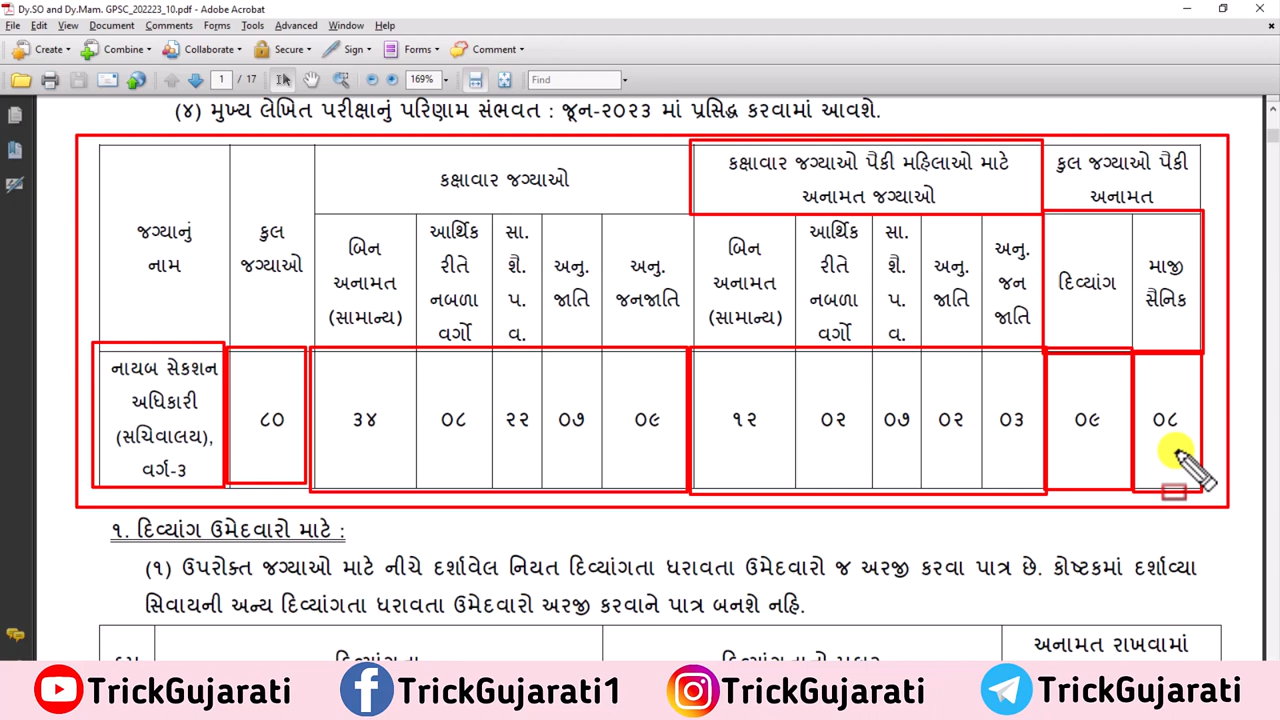 Dy.SO and Dy.Mam. GPSC_202223_10.pdf - Adobe Acrobat
File Edit View Document Comments Forms Tools Advanced Window Help
Create Combine Collaborate Secure Sign Forms Comment
1 / 17 169% Find
(૪) મુખ્ય લેખિત પરીક્ષાનું પરિણામ સંભવત : જૂન-૨૦૨૩ માં પ્રસિદ્ધ કરવામાં આવશે.
જગ્યાનું
નામ
કુલ
જગ્યાઓ
કક્ષાવાર જગ્યાઓ
કક્ષાવાર જગ્યાઓ પૈકી મહિલાઓ માટે
અનામત જગ્યાઓ
કુલ જગ્યાઓ પૈકી
અનામત
બિન
અનામત
(સામાન્ય)
આર્થિક
રીતે
નબળા
વર્ગો
સા.
શૈ.
પ.
વ.
અનુ.
જાતિ
અનુ.
જનજાતિ
બિન
અનામત
(સામાન્ય)
આર્થિક
રીતે
નબળા
વર્ગો
સા.
શૈ.
પ.
વ.
અનુ.
જાતિ
અનુ.
જન
જાતિ
દિવ્યાંગ
માજી
સૈનિક
નાયબ સેકશન
અધિકારી
(સચિવાલય),
વર્ગ-૩
૮૦ ૩૪ ૦૮ ૨૨ ૦૭ ૦૯ ૧૨ ૦૨ ૦૭ ૦૨ ૦૩ ૦૯ ૦૮
૧. દિવ્યાંગ ઉમેદવારો માટે :
(૧) ઉપરોક્ત જગ્યાઓ માટે નીચે દર્શાવેલ નિયત દિવ્યાંગતા ધરાવતા ઉમેદવારો જ અરજી કરવા પાત્ર છે. કોષ્ટકમાં દર્શાવ્યા
સિવાયની અન્ય દિવ્યાંગતા ધરાવતા ઉમેદવારો અરજી કરવાને પાત્ર બનશે નહિ.
અનામત રાખવામાં
TrickGujarati TrickGujarati1 TrickGujarati TrickGujarati